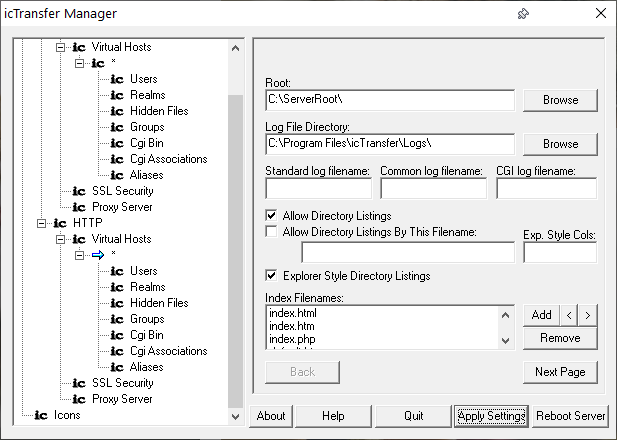 icTransfer Manager
ic Virtual Hosts
ic *
ic Users
ic Realms
ic Hidden Files
ic Groups
ic Cgi Bin
ic Cgi Associations
ic Aliases
ic SSL Security
ic Proxy Server
ic HTTP
ic Virtual Hosts
*
ic Users
ic Realms
ic Hidden Files
ic Groups
ic Cgi Bin
ic Cgi Associations
ic Aliases
ic SSL Security
ic Proxy Server
ic Icons
Root:
C:\ServerRoot\
Browse
Log File Directory:
C:\Program Files\icTransfer\Logs\
Browse
Standard log filename: Common log filename: CGI log filename:
Allow Directory Listings
Allow Directory Listings By This Filename:
Exp. Style Cols:
Explorer Style Directory Listings
Index Filenames:
index.html
index.htm
index.php
Add < >
Remove
Back
Next Page
About Help Quit Apply Settings Reboot Server